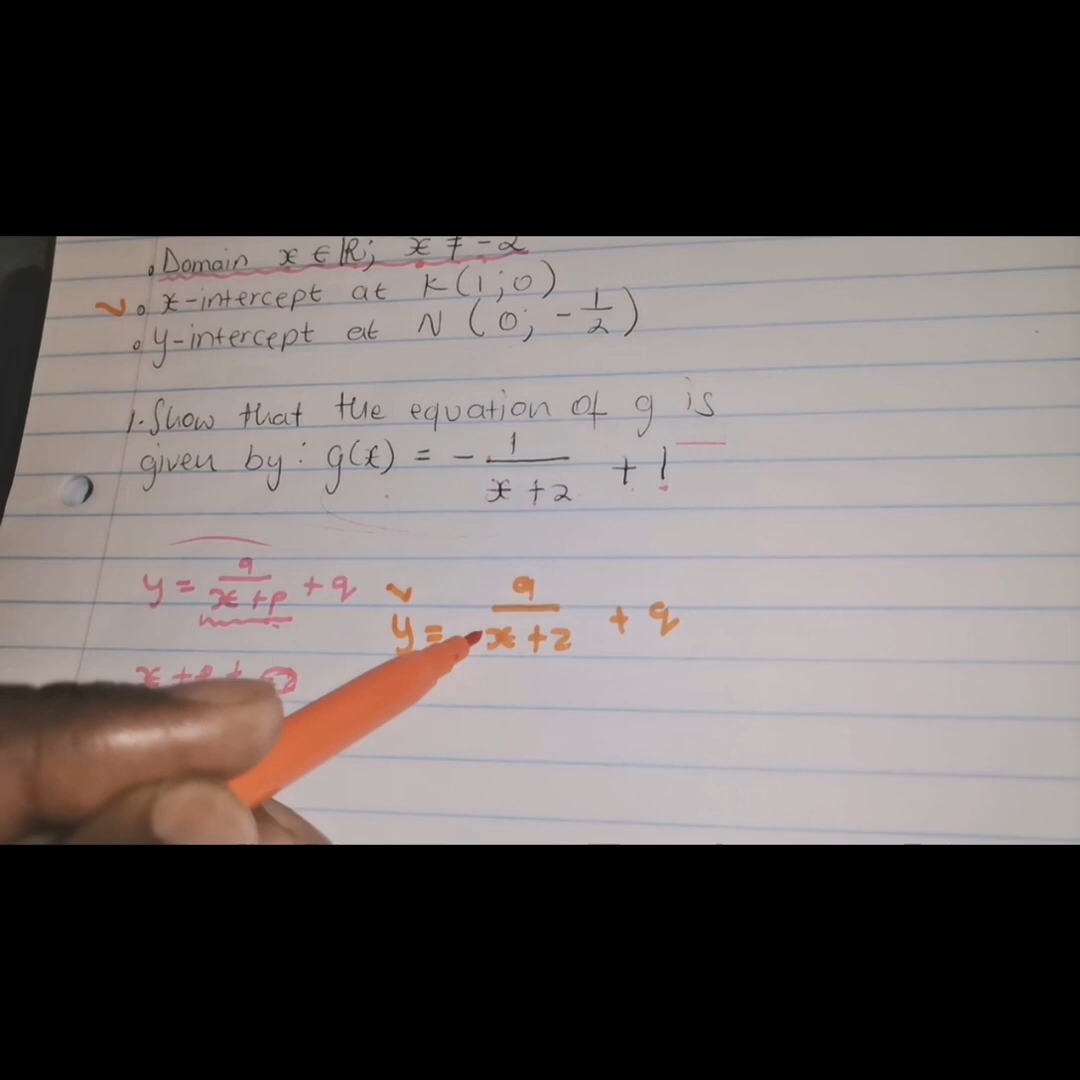 • Domain x ∈ ℝ; x ≠ -2
∘ x-intercept at K(1;0)
∘ y-intercept at N (0; -1/2)
1. Show that the equation of g is
given by: g(x) = - 1/(x+2) + 1
y = a/(x+p) + q
y = a/(x+2) + q